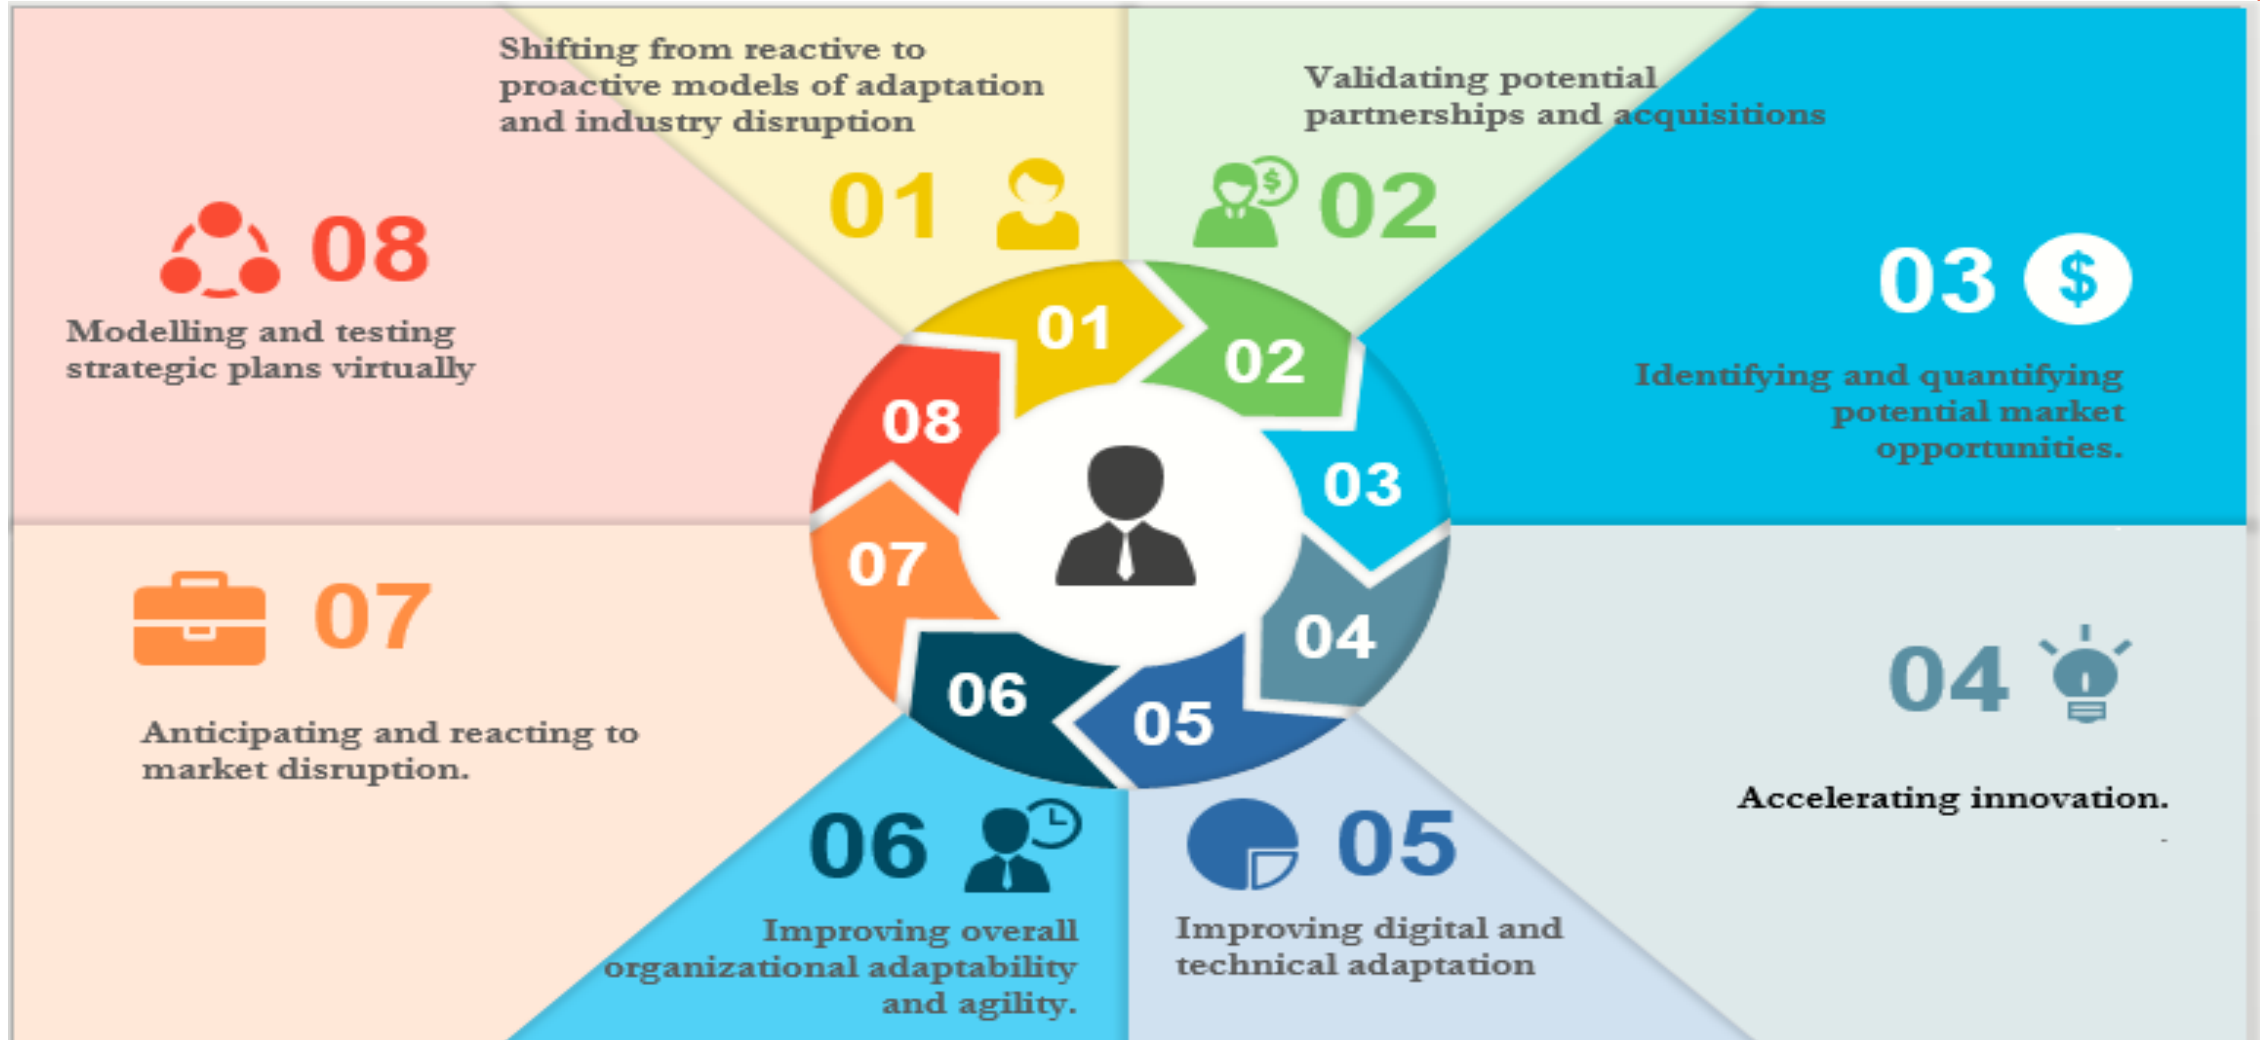 Shifting from reactive to
proactive models of adaptation
and industry disruption
01
Validating potential
partnerships and acquisitions
$ 02
03 $
Identifying and quantifying
potential market
opportunities.
04
Accelerating innovation.
-
05
Improving digital and
technical adaptation
06
Improving overall
organizational adaptability
and agility.
07
Anticipating and reacting to
market disruption.
08
Modelling and testing
strategic plans virtually
01
02
03
04
05
06
07
08